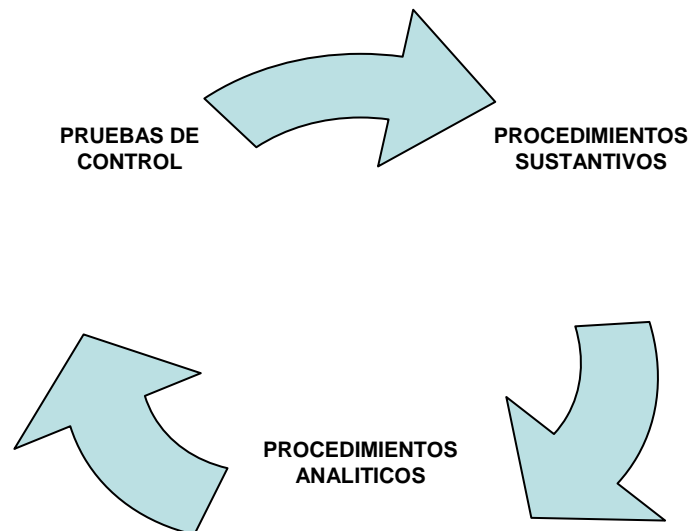 PRUEBAS DE
CONTROL
PROCEDIMIENTOS
SUSTANTIVOS
PROCEDIMIENTOS
ANALITICOS